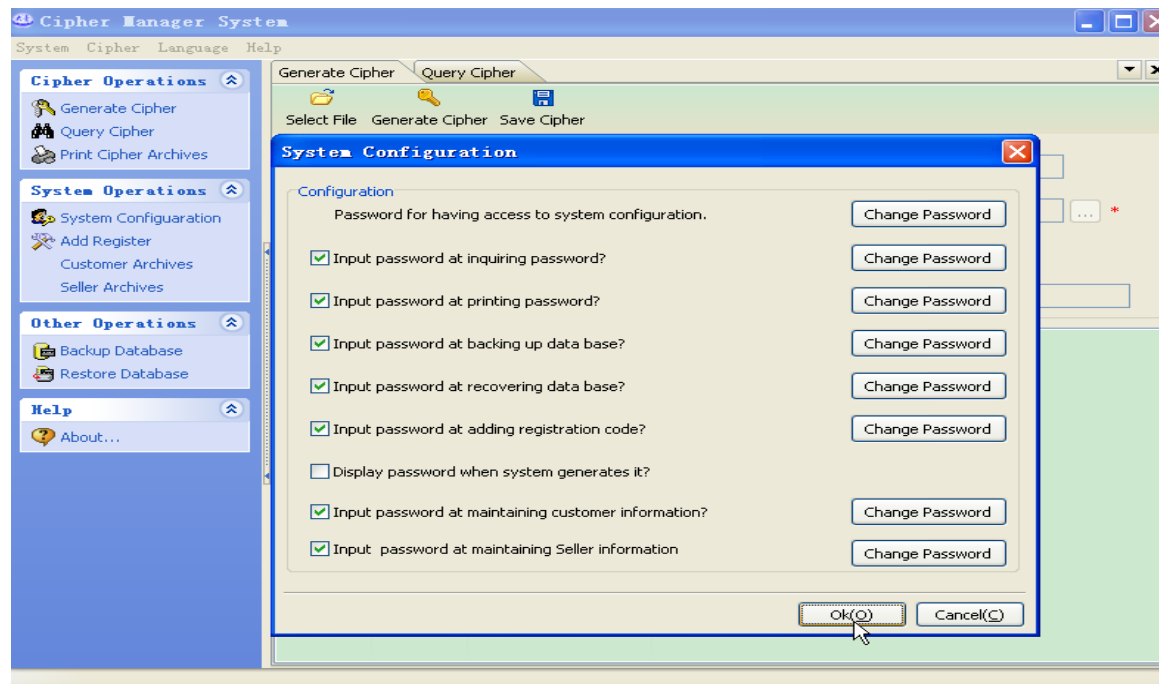 Cipher Manager System
System Cipher Language Help
Cipher Operations
Generate Cipher
Query Cipher
Print Cipher Archives
System Operations
System Configuaration
Add Register
Customer Archives
Seller Archives
Other Operations
Backup Database
Restore Database
Help
About...
Generate Cipher Query Cipher
Select File Generate Cipher Save Cipher
... *
System Configuration
Configuration
Password for having access to system configuration. Change Password
Input password at inquiring password? Change Password
Input password at printing password? Change Password
Input password at backing up data base? Change Password
Input password at recovering data base? Change Password
Input password at adding registration code? Change Password
Display password when system generates it?
Input password at maintaining customer information? Change Password
Input password at maintaining Seller information Change Password
Ok(O) Cancel(C)